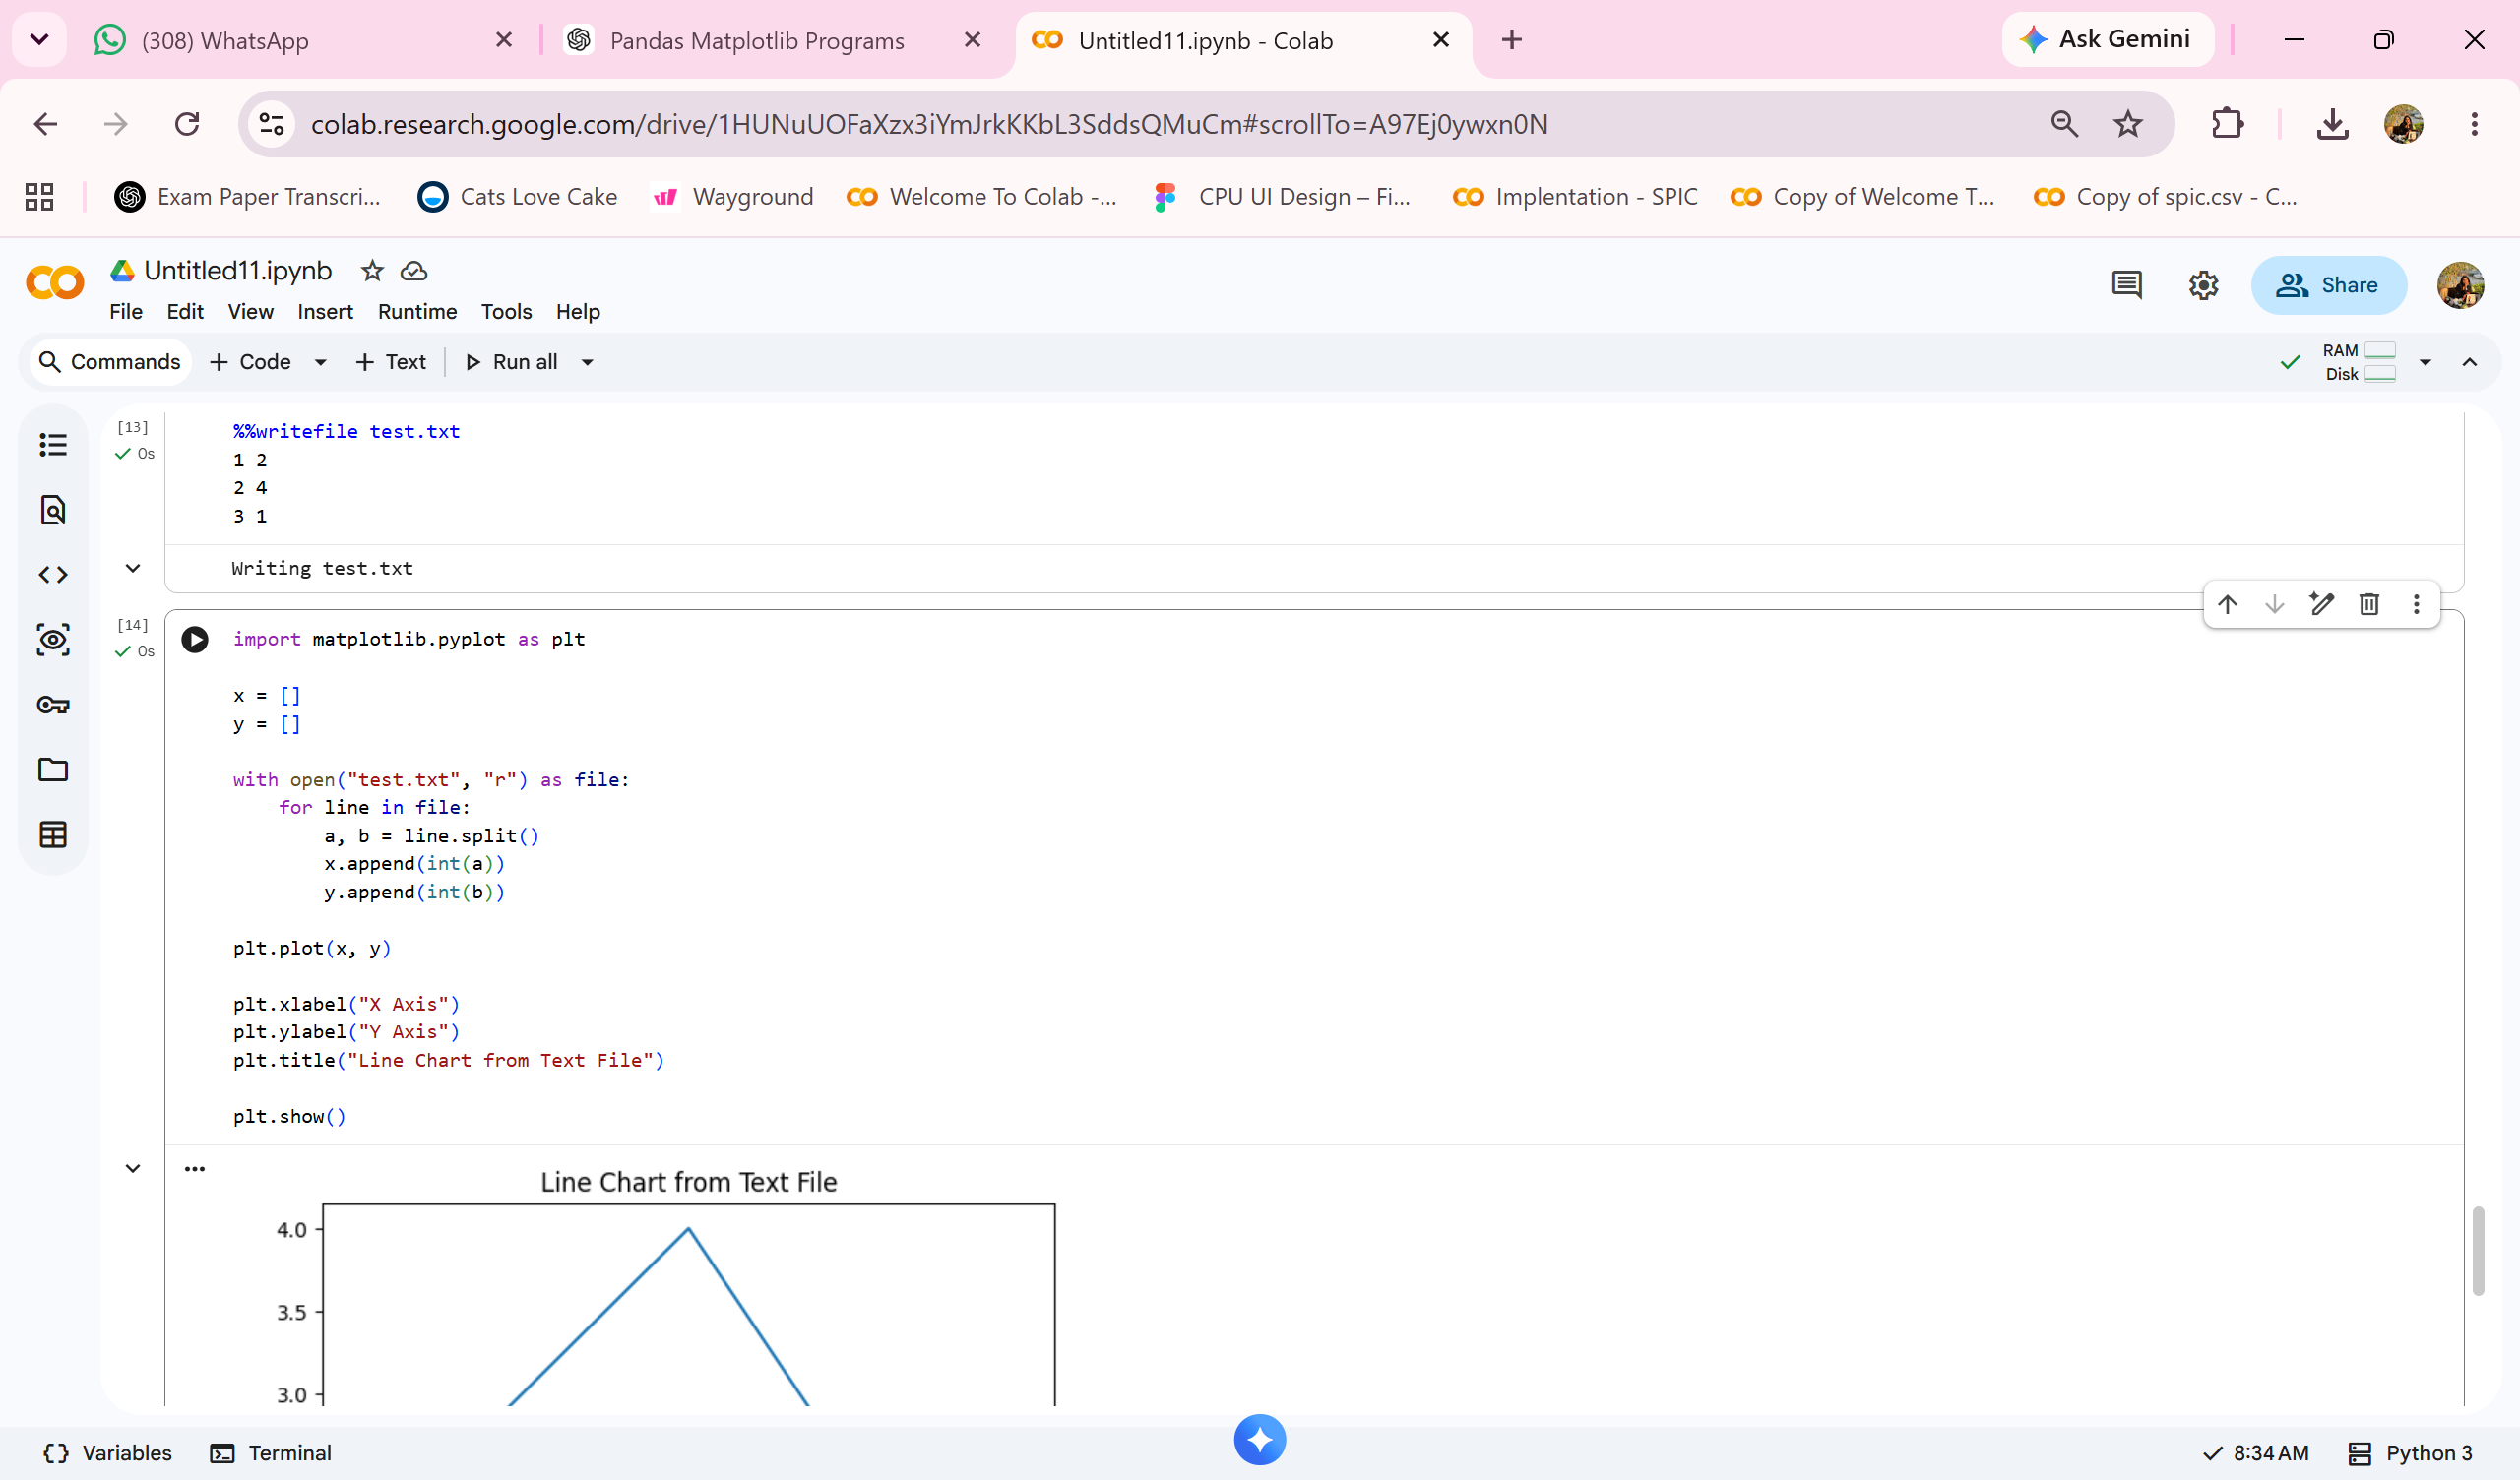 (308) WhatsApp
Pandas Matplotlib Programs
Untitled11.ipynb - Colab
Ask Gemini
colab.research.google.com/drive/1HUNuUOFaXzx3iYmJrkKKbL3SddsQMuCm#scrollTo=A97Ej0ywxn0N
Exam Paper Transcri...
Cats Love Cake
Wayground
Welcome To Colab -...
CPU UI Design – Fi...
Implentation - SPIC
Copy of Welcome T...
Copy of spic.csv - C...
Untitled11.ipynb
File Edit View Insert Runtime Tools Help
Share
Commands + Code + Text Run all
RAM
Disk
[13]
0s
%%writefile test.txt
1 2
2 4
3 1
Writing test.txt
[14]
0s
import matplotlib.pyplot as plt
x = []
y = []
with open("test.txt", "r") as file:
for line in file:
a, b = line.split()
x.append(int(a))
y.append(int(b))
plt.plot(x, y)
plt.xlabel("X Axis")
plt.ylabel("Y Axis")
plt.title("Line Chart from Text File")
plt.show()
Line Chart from Text File
4.0
3.5
3.0
{} Variables
Terminal
8:34 AM
Python 3